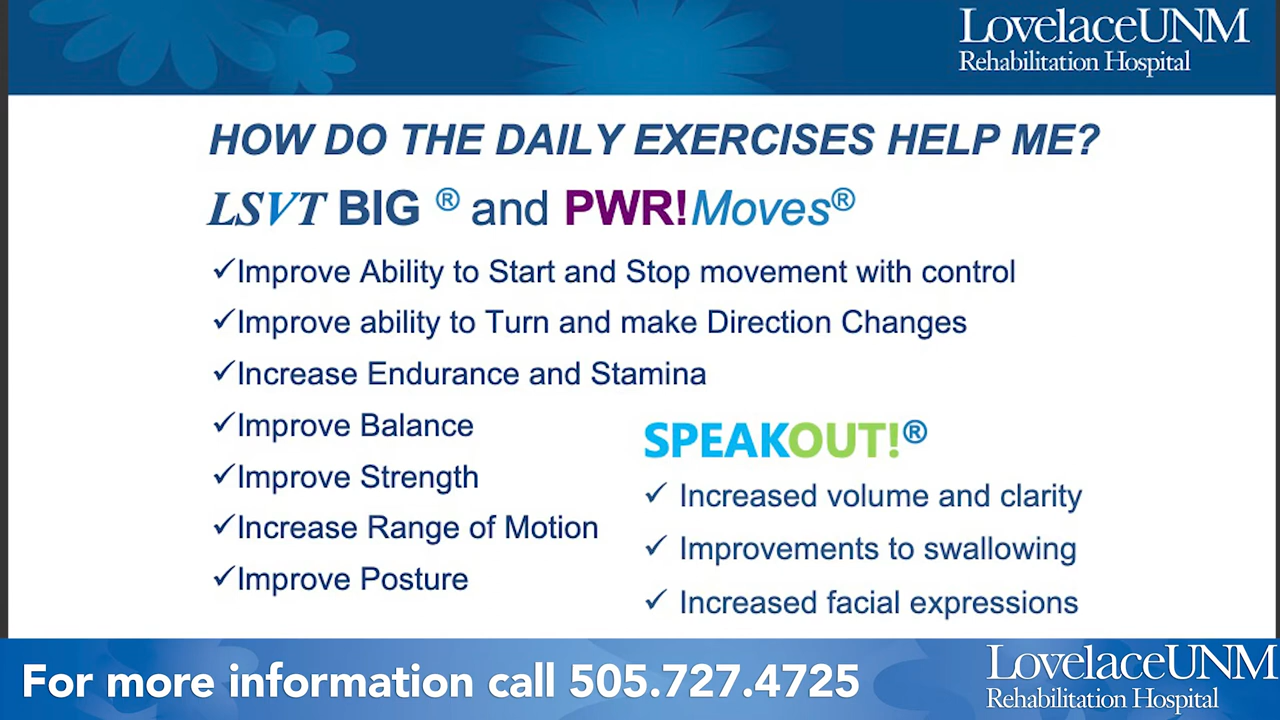 LovelaceUNM
Rehabilitation Hospital
HOW DO THE DAILY EXERCISES HELP ME?
LSVT BIG ® and PWR!Moves®
✓Improve Ability to Start and Stop movement with control
✓Improve ability to Turn and make Direction Changes
✓Increase Endurance and Stamina
✓Improve Balance
✓Improve Strength
✓Increase Range of Motion
✓Improve Posture
SPEAKOUT!®
✓ Increased volume and clarity
✓ Improvements to swallowing
✓ Increased facial expressions
For more information call 505.727.4725
LovelaceUNM
Rehabilitation Hospital